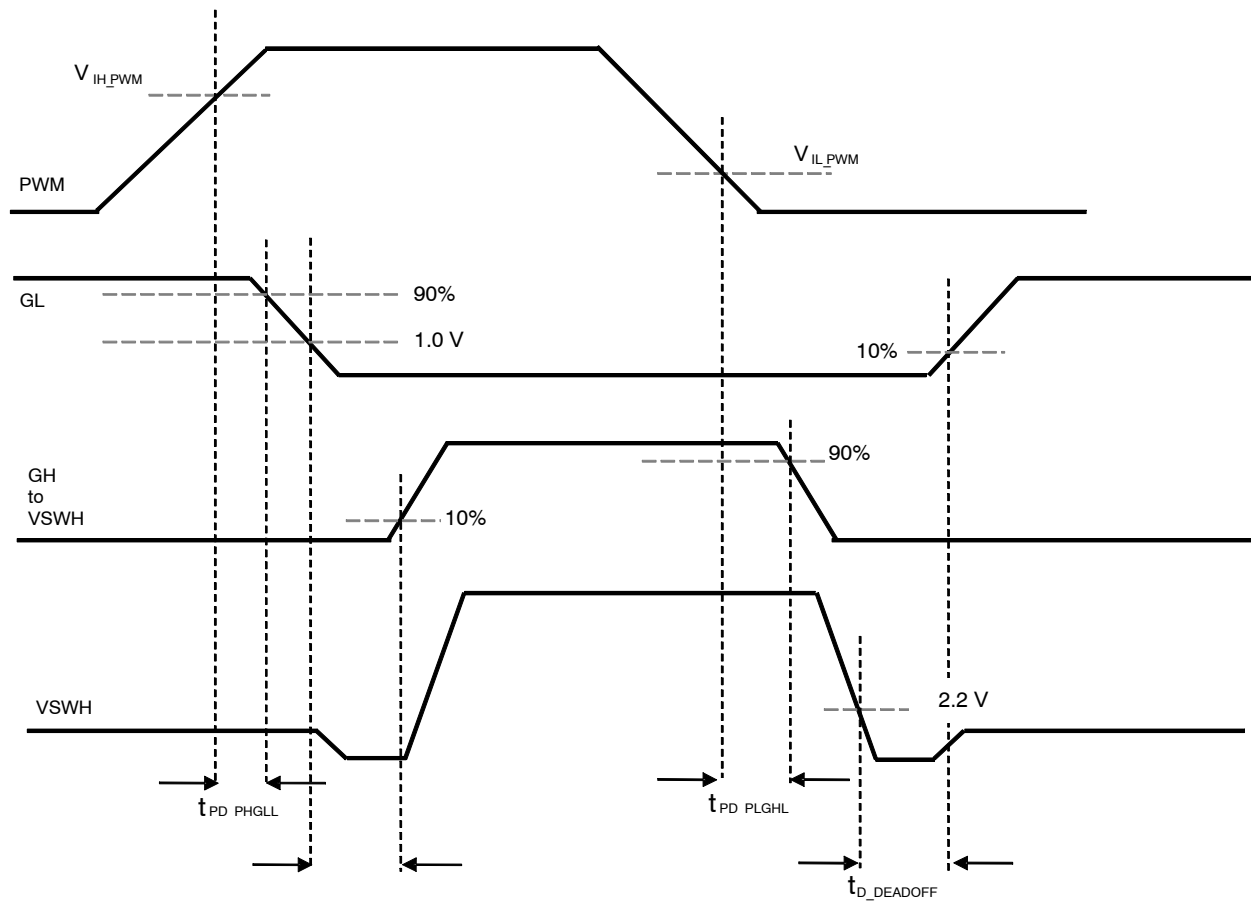 V IH_PWM
V IL_PWM
PWM
GL
90%
1.0 V
10%
GH
to
VSWH
90%
10%
VSWH
2.2 V
t PD PHGLL
t PD PLGHL
t D_DEADOFF